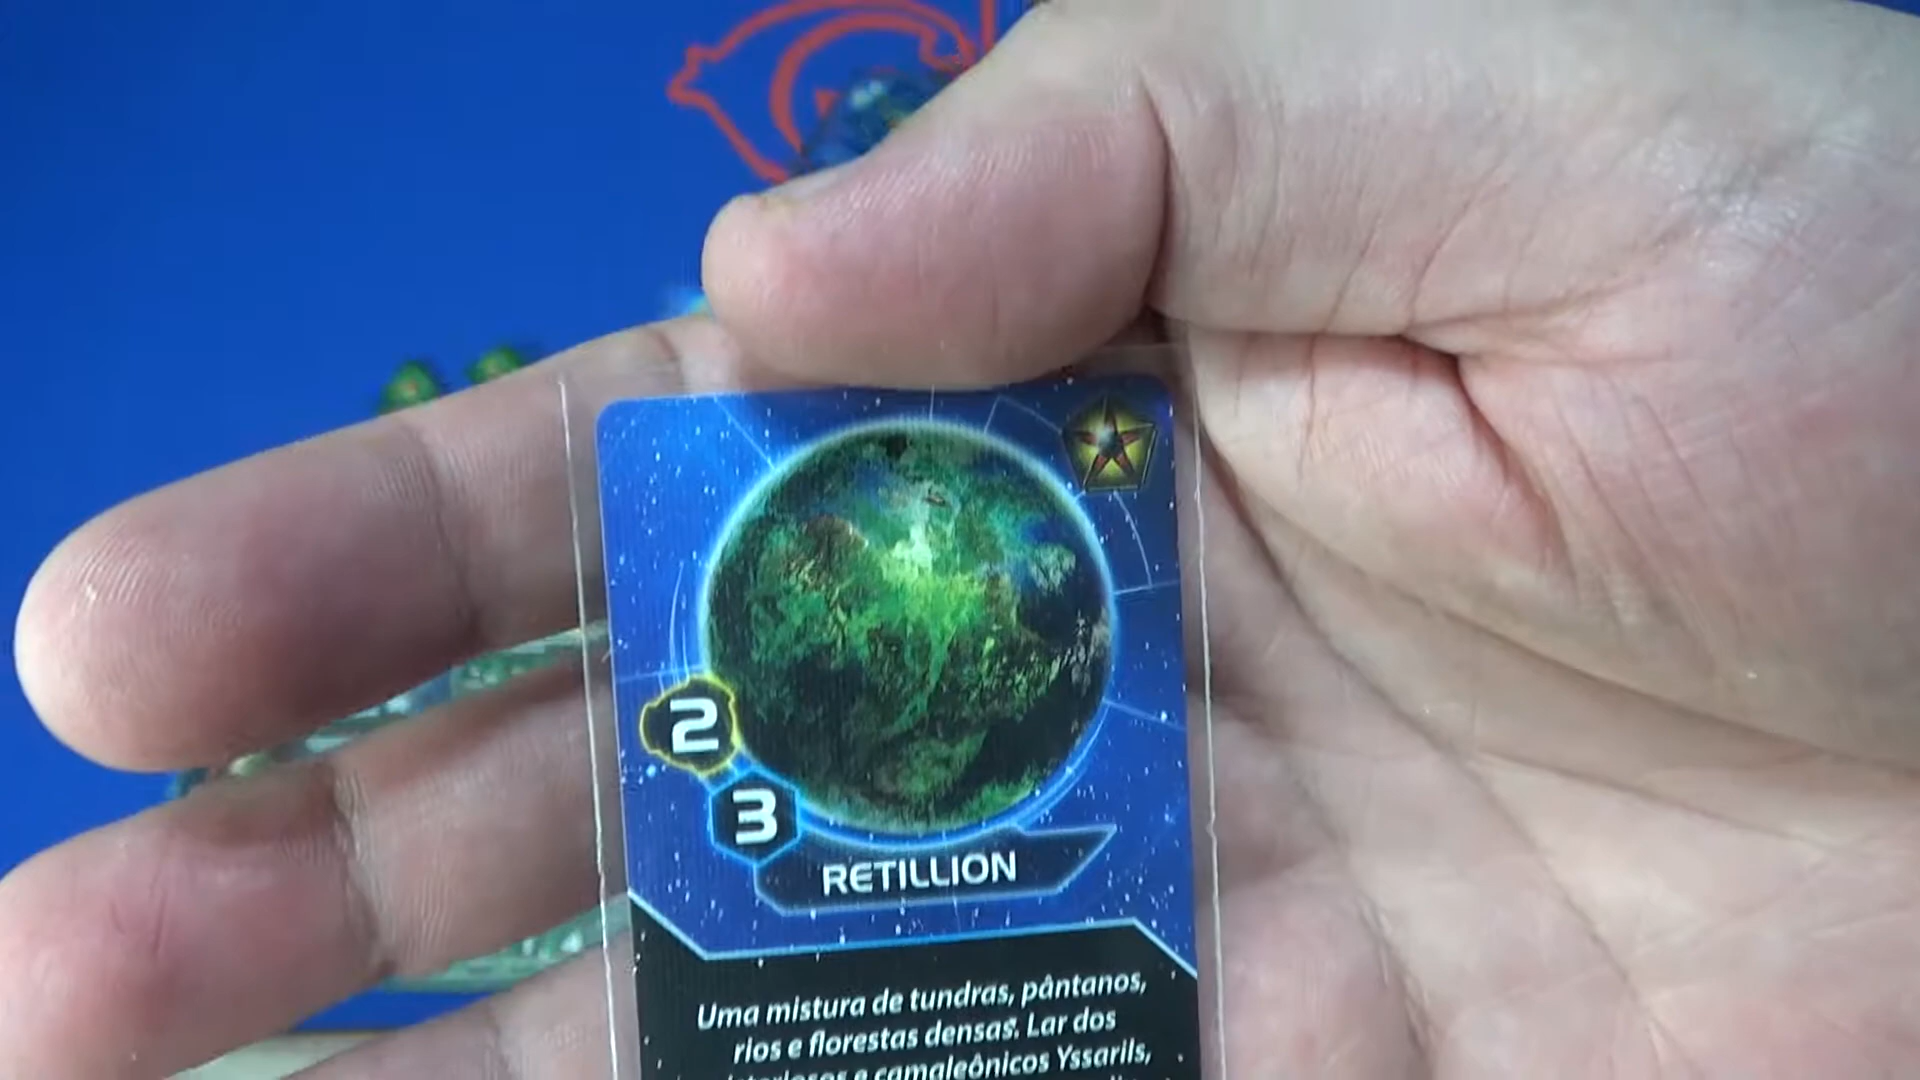 2
3
RETILLION
Uma mistura de tundras, pântanos,
rios e florestas densas. Lar dos
e camaleônicos Yssarils,